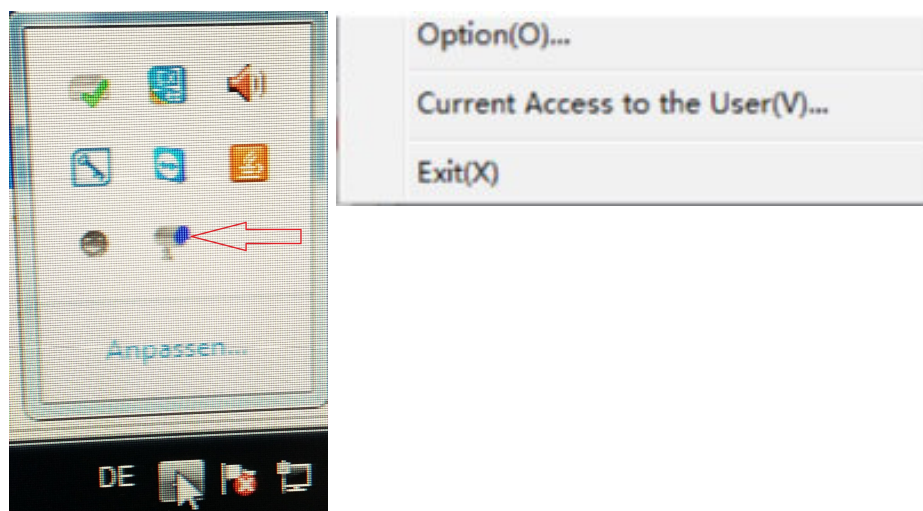 Anpassen...
DE
Option(O)...
Current Access to the User(V)...
Exit(X)